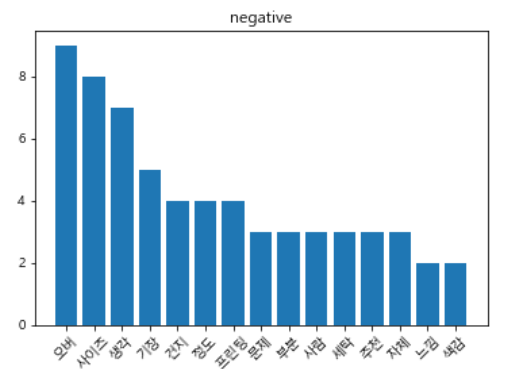 negative
8
6
4
2
0
오버
사이즈
생각
기장
건지
정도
프린팅
문제
부분
사람
세탁
추천
자체
느낌
색감